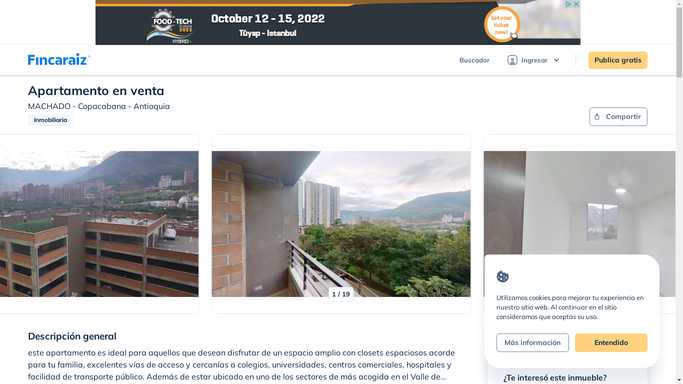 FOOD-TECH
EURASIA
HYBRID
October 12 - 15, 2022
Tüyap - Istanbul
Get your
ticket
now!
Fincaraiz
Buscador
Ingresar
Publica gratis
Apartamento en venta
MACHADO - Copacabana - Antioquia
Inmobiliaria
Compartir
1 / 19
Utilizamos cookies para mejorar tu experiencia en
nuestro sitio web. Al continuar en el sitio
consideramos que aceptas su uso.
Más información
Entendido
Descripción general
este apartamento es ideal para aquellos que desean disfrutar de un espacio amplio con closets espaciosos acorde
para tu familia, excelentes vías de acceso y cercanías a colegios, universidades, centros comerciales, hospitales y
facilidad de transporte público. Además de estar ubicado en uno de los sectores de más acogida en el Valle de...
¿Te interesó este inmueble?